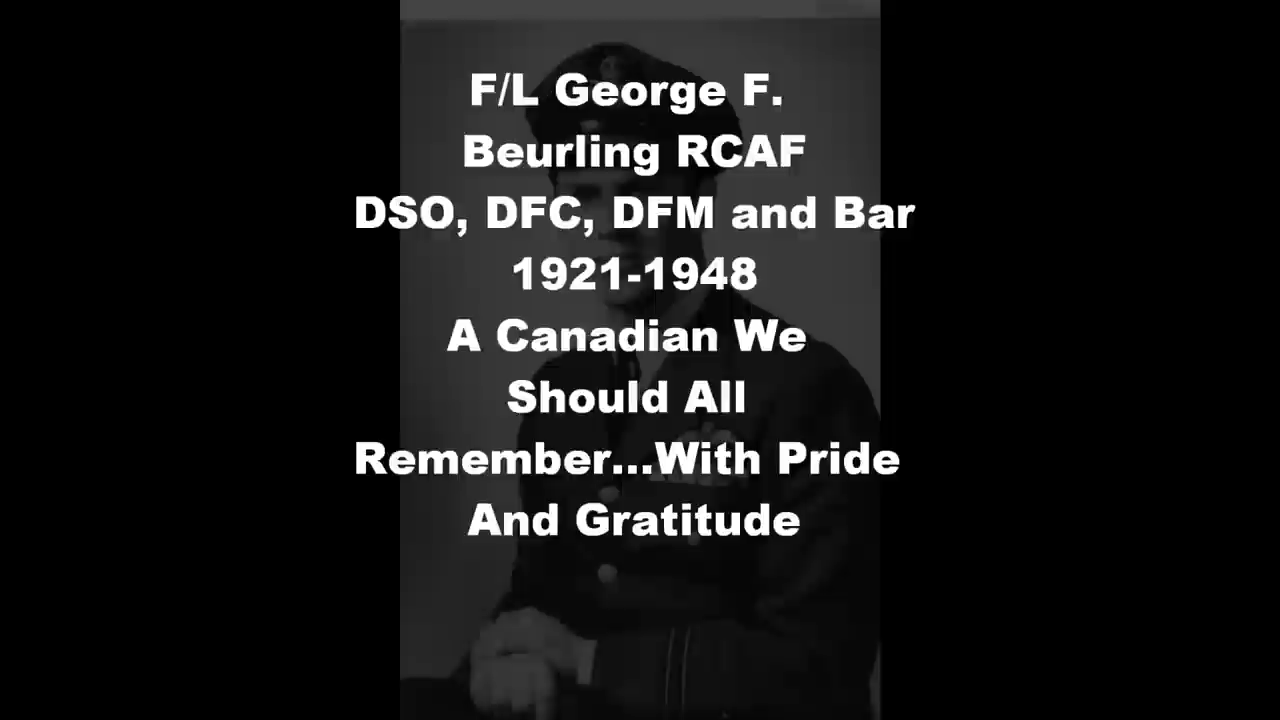 F/L George F.
Beurling RCAF
DSO, DFC, DFM and Bar
1921-1948
A Canadian We
Should All
Remember...With Pride
And Gratitude